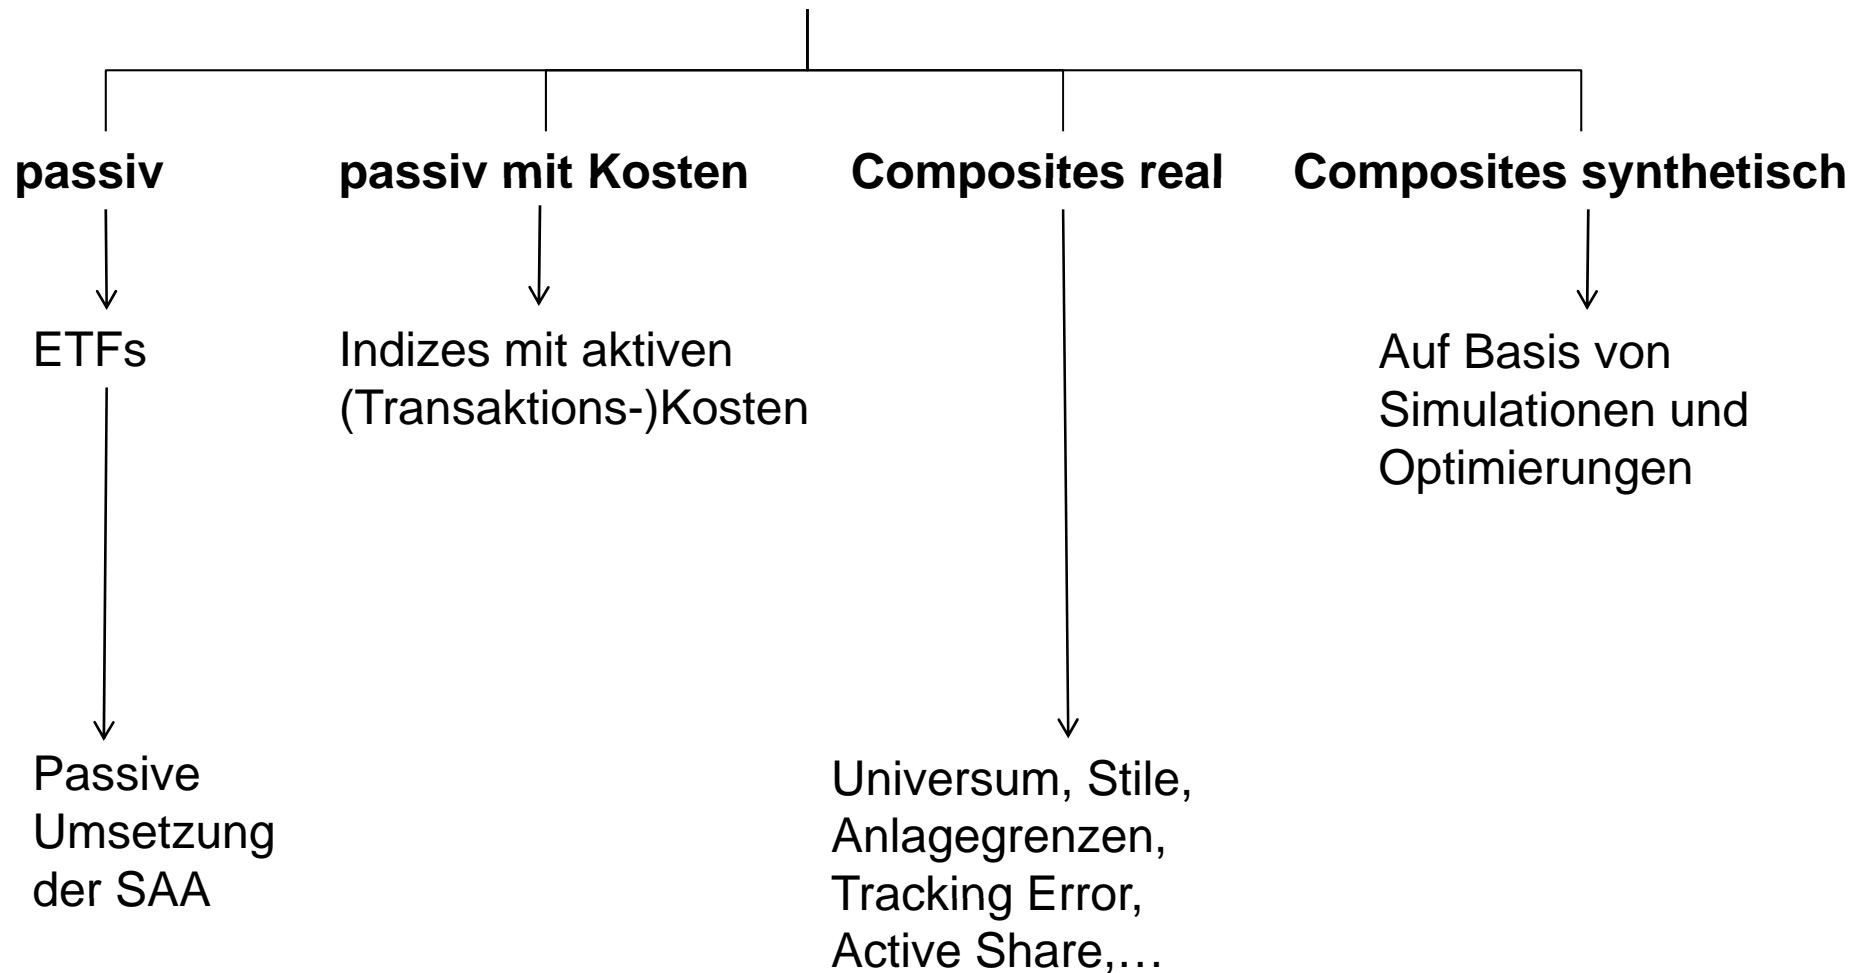 passiv
passiv mit Kosten
Composites real
Composites synthetisch
ETFs
Indizes mit aktiven
(Transaktions-)Kosten
Auf Basis von
Simulationen und
Optimierungen
Passive
Umsetzung
der SAA
Universum, Stile,
Anlagegrenzen,
Tracking Error,
Active Share,…